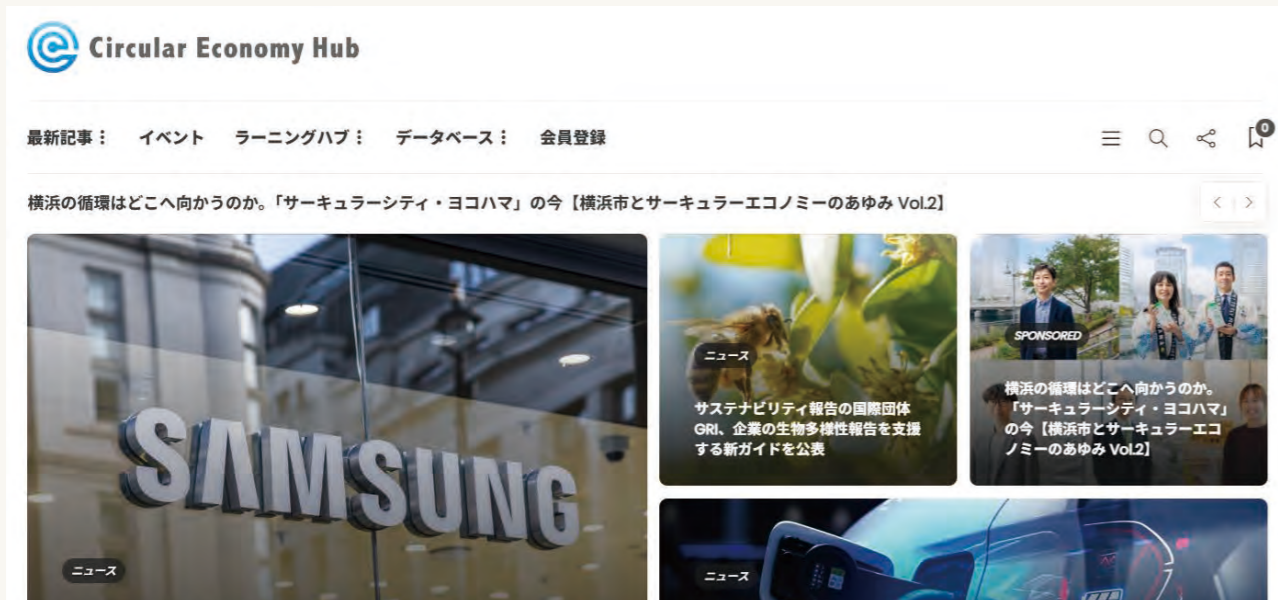 Circular Economy Hub
最新記事 イベント ラーニングハブ データベース 会員登録
0
横浜の循環はどこへ向かうのか。「サーキュラーシティ・ヨコハマ」の今【横浜市とサーキュラーエコノミーのあゆみ Vol.2】
SAMSUNG
ニュース
ニュース
サステナビリティ報告の国際団体
GRI、企業の生物多様性報告を支援
する新ガイドを公表
SPONSORED
横浜の循環はどこへ向かうのか。
「サーキュラーシティ・ヨコハマ」
の今【横浜市とサーキュラーエコ
ノミーのあゆみ Vol.2】
ニュース